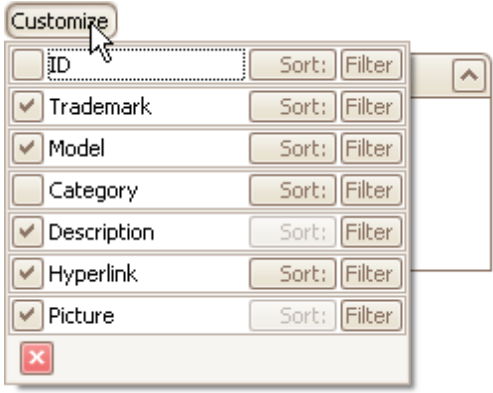 Customize
ID Sort: Filter
Trademark Sort: Filter
Model Sort: Filter
Category Sort: Filter
Description Sort: Filter
Hyperlink Sort: Filter
Picture Sort: Filter